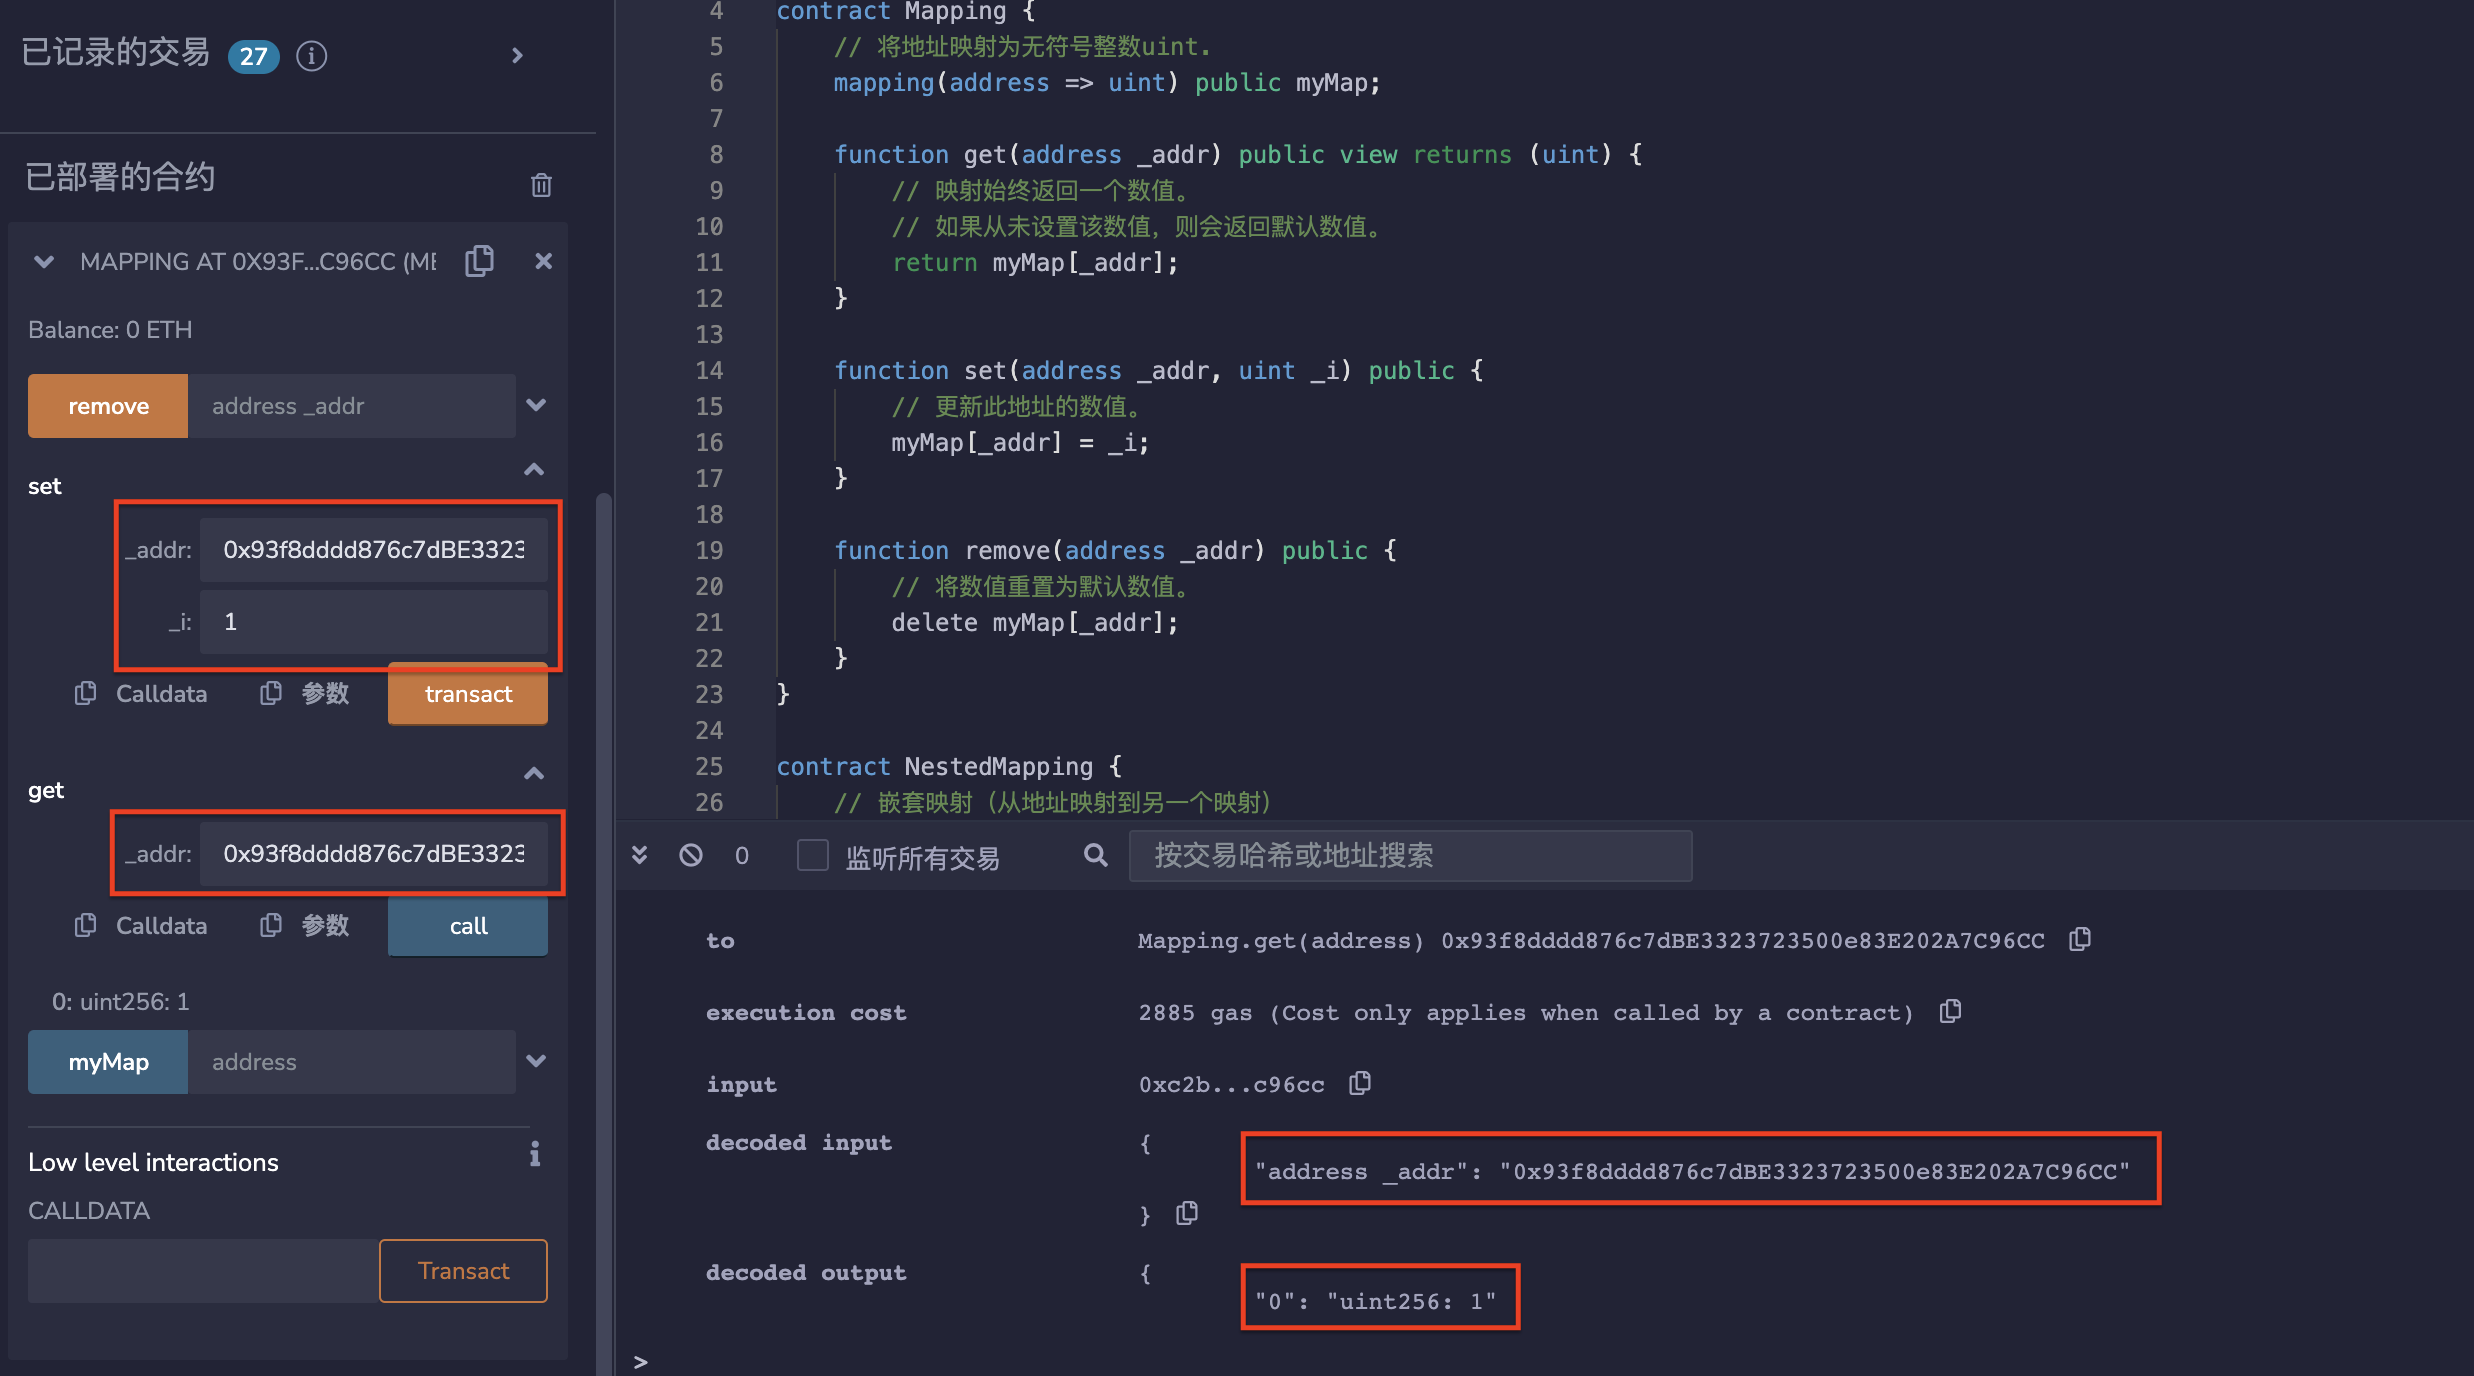 已记录的交易 27
已部署的合约
MAPPING AT 0X93F...C96CC (ME
Balance: 0 ETH
remove address _addr
set
_addr: 0x93f8dddd876c7dBE3323
_i: 1
Calldata 参数 transact
get
_addr: 0x93f8dddd876c7dBE3323
Calldata 参数 call
0: uint256: 1
myMap address
Low level interactions
CALLDATA
Transact
4 contract Mapping {
5 // 将地址映射为无符号整数uint.
6 mapping(address => uint) public myMap;
7
8 function get(address _addr) public view returns (uint) {
9 // 映射始终返回一个数值。
10 // 如果从未设置该数值，则会返回默认数值。
11 return myMap[_addr];
12 }
13
14 function set(address _addr, uint _i) public {
15 // 更新此地址的数值。
16 myMap[_addr] = _i;
17 }
18
19 function remove(address _addr) public {
20 // 将数值重置为默认数值。
21 delete myMap[_addr];
22 }
23 }
24
25 contract NestedMapping {
26 // 嵌套映射（从地址映射到另一个映射）
0 监听所有交易 按交易哈希或地址搜索
to Mapping.get(address) 0x93f8dddd876c7dBE3323723500e83E202A7C96CC
execution cost 2885 gas (Cost only applies when called by a contract)
input 0xc2b...c96cc
decoded input {
"address _addr": "0x93f8dddd876c7dBE3323723500e83E202A7C96CC"
}
decoded output {
"0": "uint256: 1"
>